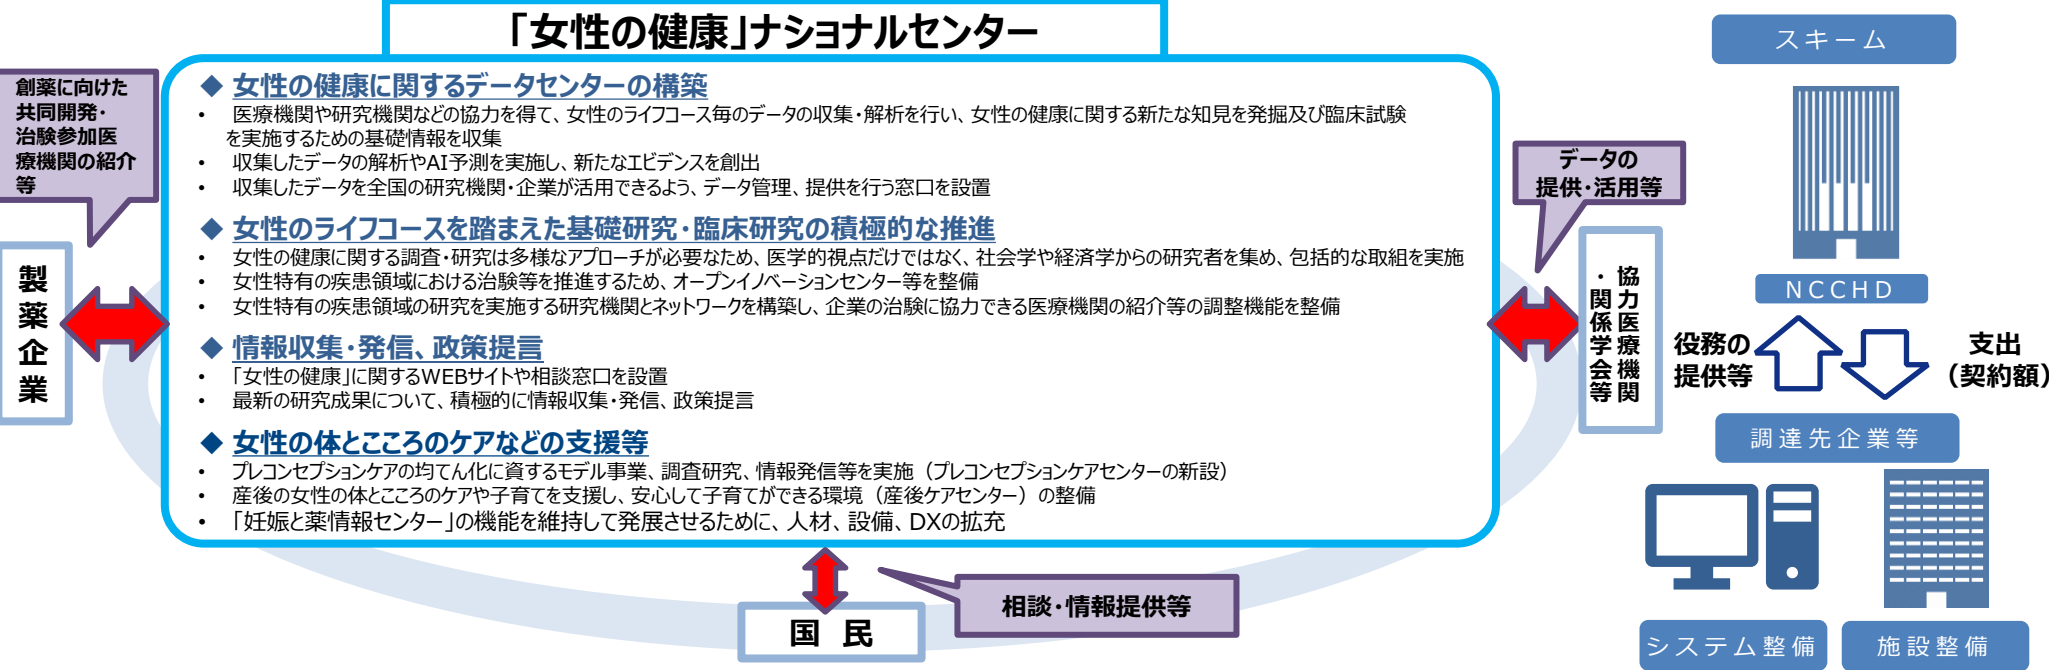 「女性の健康」ナショナルセンター
創薬に向けた
共同開発・
治験参加医
療機関の紹介
等
製薬企業
◆ 女性の健康に関するデータセンターの構築
• 医療機関や研究機関などの協力を得て、女性のライフコース毎のデータの収集・解析を行い、女性の健康に関する新たな知見を発掘及び臨床試験
を実施するための基礎情報を収集
• 収集したデータの解析やAI予測を実施し、新たなエビデンスを創出
• 収集したデータを全国の研究機関・企業が活用できるよう、データ管理、提供を行う窓口を設置
◆ 女性のライフコースを踏まえた基礎研究・臨床研究の積極的な推進
• 女性の健康に関する調査・研究は多様なアプローチが必要なため、医学的視点だけではなく、社会学や経済学からの研究者を集め、包括的な取組を実施
• 女性特有の疾患領域における治験等を推進するため、オープンイノベーションセンター等を整備
• 女性特有の疾患領域の研究を実施する研究機関とネットワークを構築し、企業の治験に協力できる医療機関の紹介等の調整機能を整備
◆ 情報収集・発信、政策提言
• 「女性の健康」に関するWEBサイトや相談窓口を設置
• 最新の研究成果について、積極的に情報収集・発信、政策提言
◆ 女性の体とこころのケアなどの支援等
• プレコンセプションケアの均てん化に資するモデル事業、調査研究、情報発信等を実施（プレコンセプションケアセンターの新設）
• 産後の女性の体とこころのケアや子育てを支援し、安心して子育てができる環境（産後ケアセンター）の整備
• 「妊娠と薬情報センター」の機能を維持して発展させるために、人材、設備、DXの拡充
データの
提供・活用等
協力医療機関
・関係学会等
相談・情報提供等
国民
スキーム
NCCHD
役務の
提供等
支出
（契約額）
調達先企業等
システム整備
施設整備